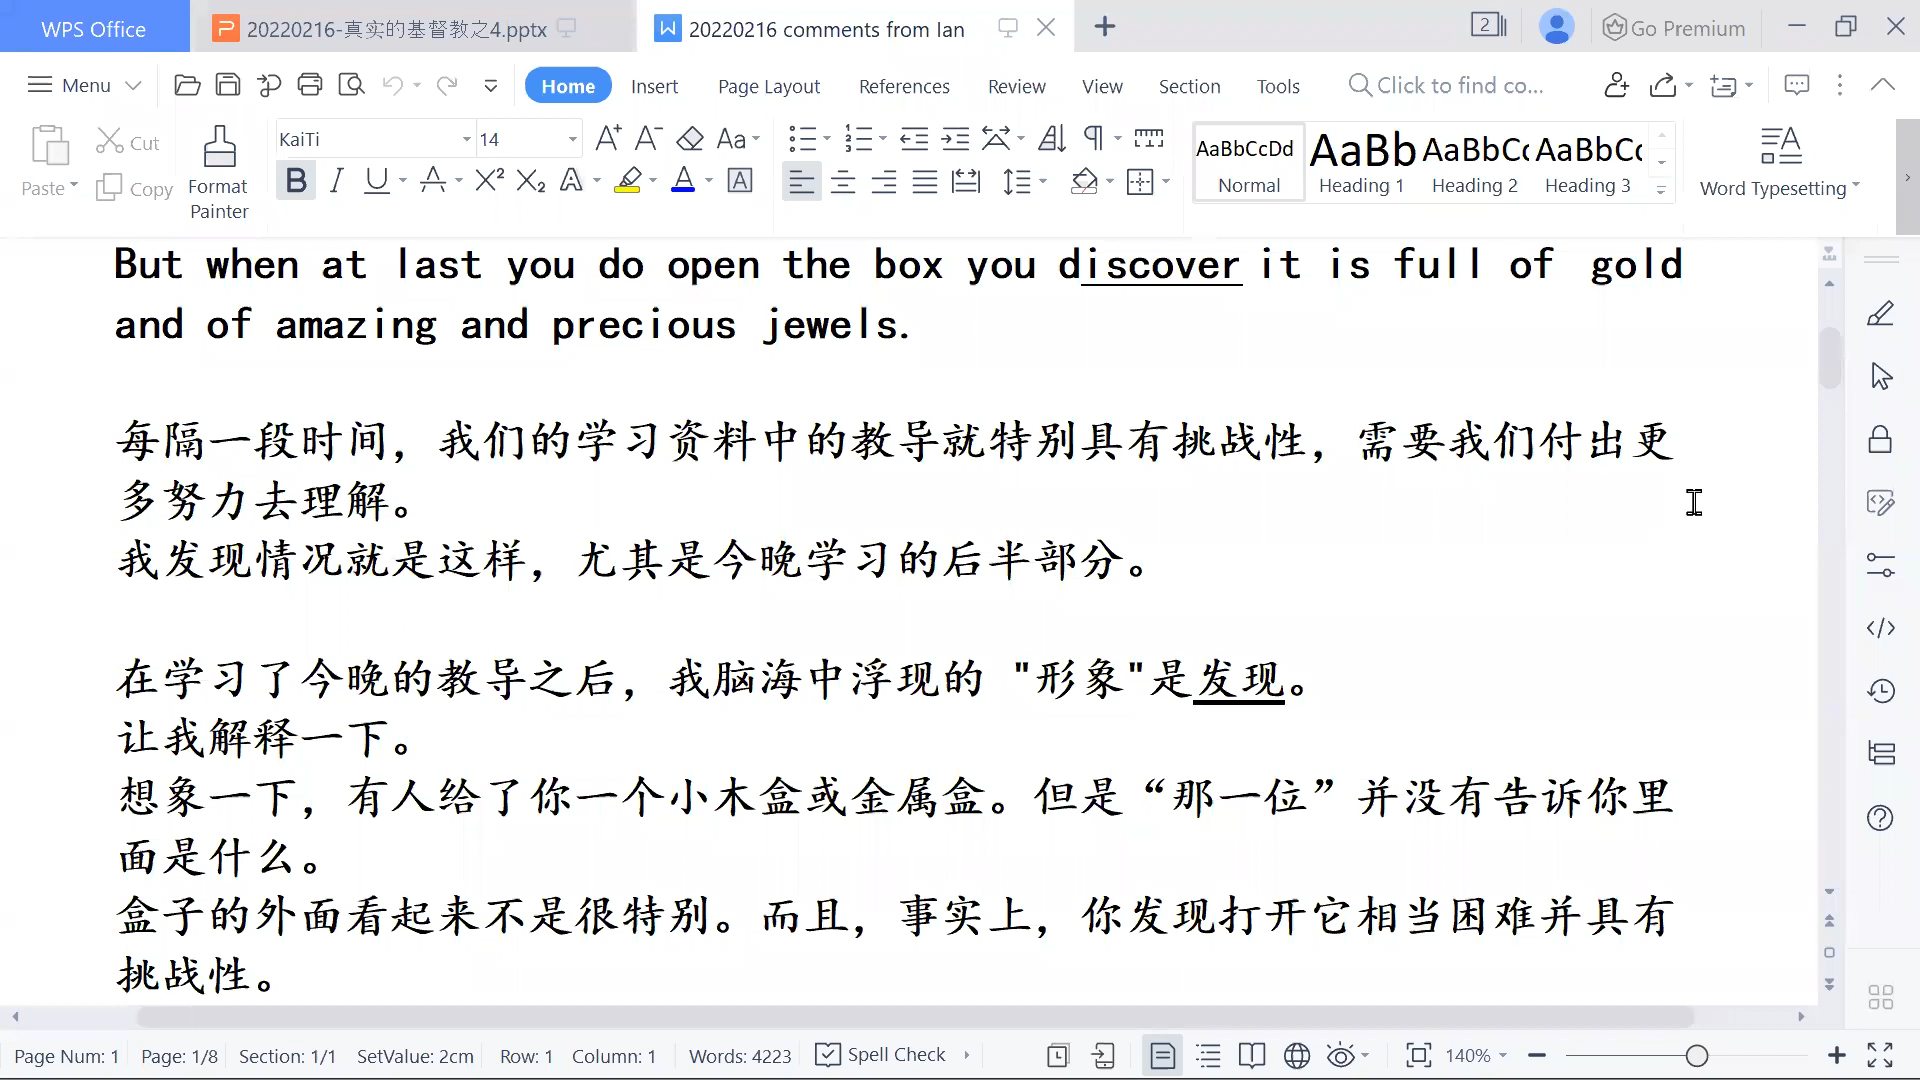 WPS Office
20220216-真实的基督教之4.pptx
20220216 comments from Ian
2
Go Premium
Menu
Home
Insert
Page Layout
References
Review
View
Section
Tools
Click to find co...
Paste
Cut
Copy
Format
Painter
KaiTi
14
AaBbCcDd
Normal
AaBb
Heading 1
AaBbCc
Heading 2
AaBbCc
Heading 3
Word Typesetting
But when at last you do open the box you discover it is full of gold
and of amazing and precious jewels.
每隔一段时间，我们的学习资料中的教导就特别具有挑战性，需要我们付出更
多努力去理解。
我发现情况就是这样，尤其是今晚学习的后半部分。
在学习了今晚的教导之后，我脑海中浮现的 "形象"是发现。
让我解释一下。
想象一下，有人给了你一个小木盒或金属盒。但是“那一位”并没有告诉你里
面是什么。
盒子的外面看起来不是很特别。而且，事实上，你发现打开它相当困难并具有
挑战性。
Page Num: 1
Page: 1/8
Section: 1/1
SetValue: 2cm
Row: 1
Column: 1
Words: 4223
Spell Check
140%